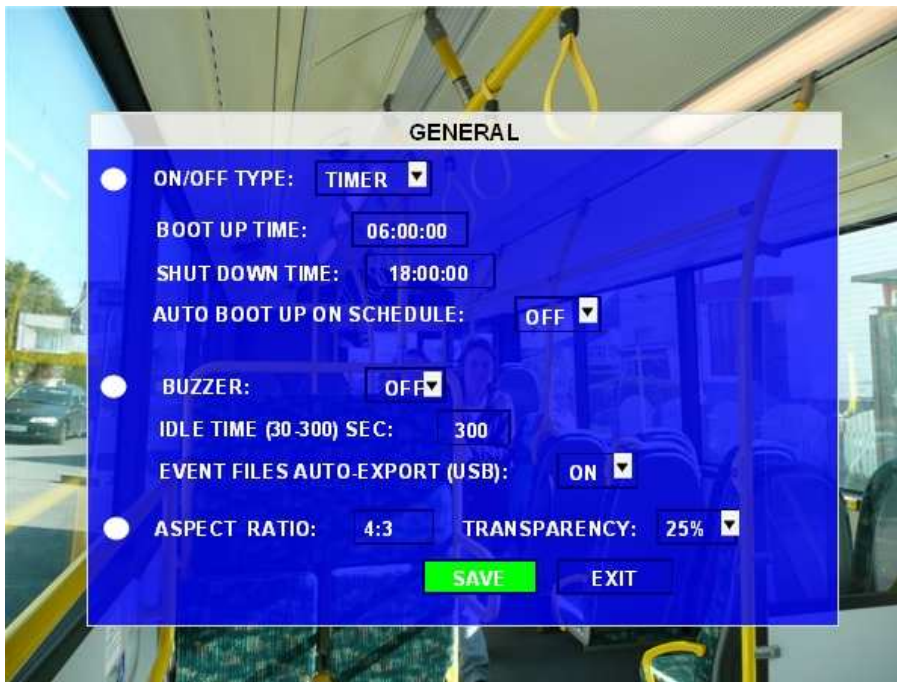 GENERAL
ON/OFF TYPE: TIMER
BOOT UP TIME: 06:00:00
SHUT DOWN TIME: 18:00:00
AUTO BOOT UP ON SCHEDULE: OFF
BUZZER: OFF
IDLE TIME (30-300) SEC: 300
EVENT FILES AUTO-EXPORT (USB): ON
ASPECT RATIO: 4:3 TRANSPARENCY: 25%
SAVE EXIT